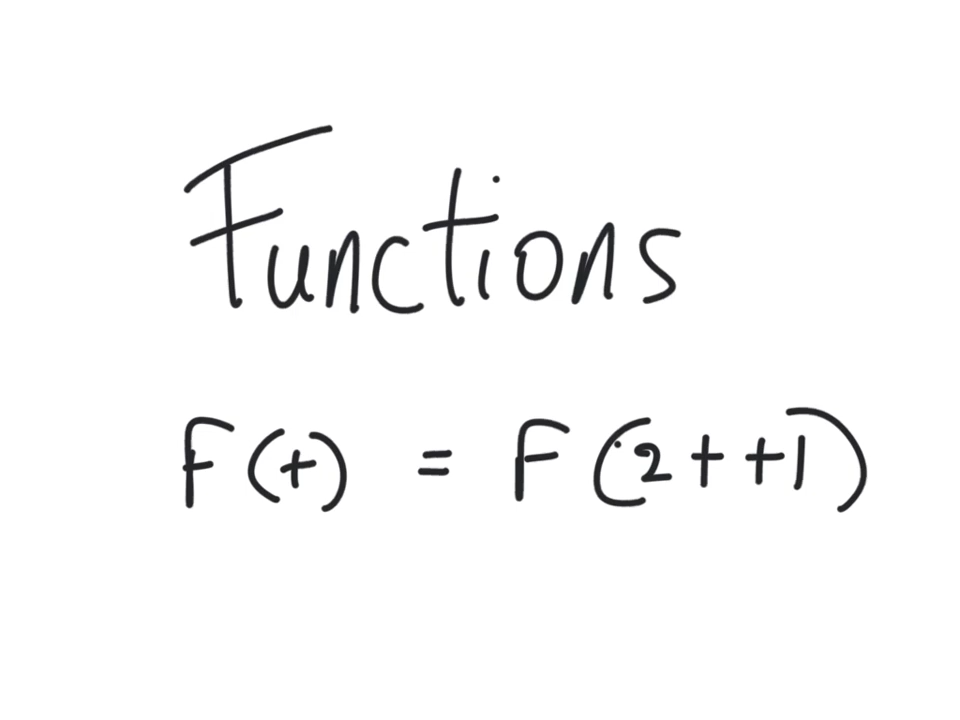 Functions
F(t) = F(2t+1)